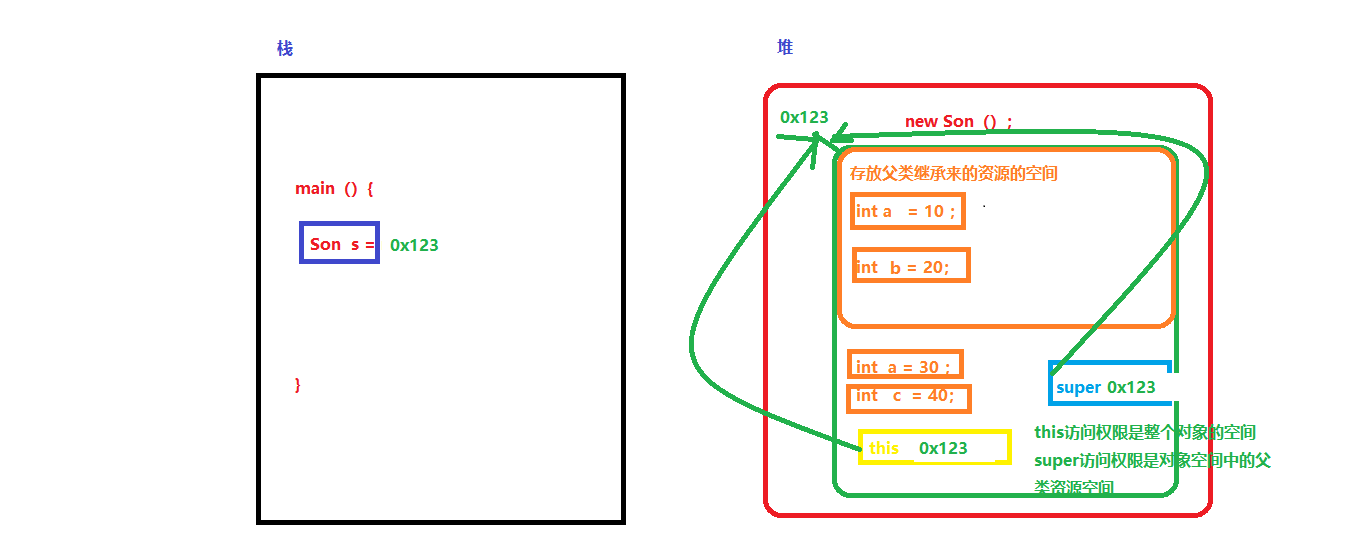 栈
main（）{
Son s = 0x123
}
堆
0x123
new Son（）；
存放父类继承来的资源的空间
int a = 10；
int b = 20；
int a = 30；
int c = 40；
super 0x123
this 0x123
this访问权限是整个对象的空间
super访问权限是对象空间中的父
类资源空间